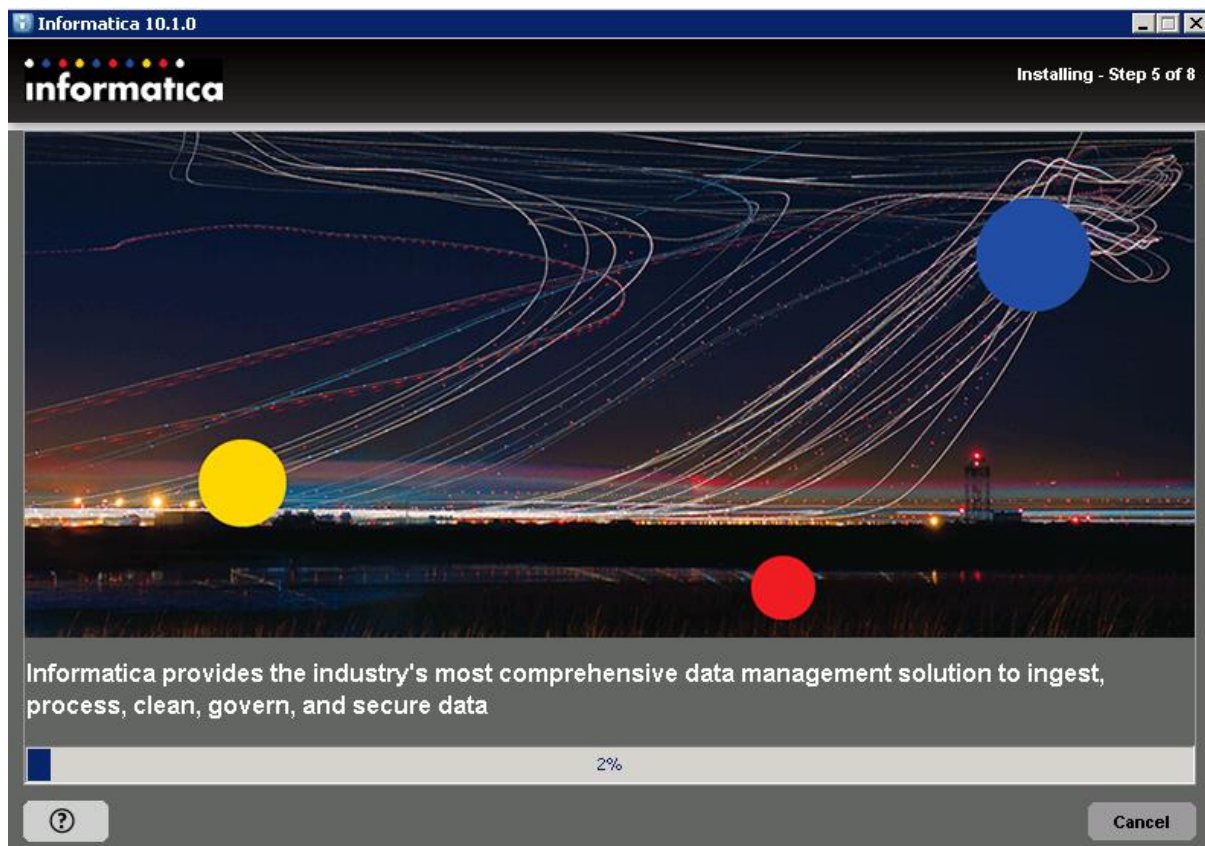 Informatica 10.1.0
informatica
Installing - Step 5 of 8
Informatica provides the industry's most comprehensive data management solution to ingest,
process, clean, govern, and secure data
2%
?
Cancel